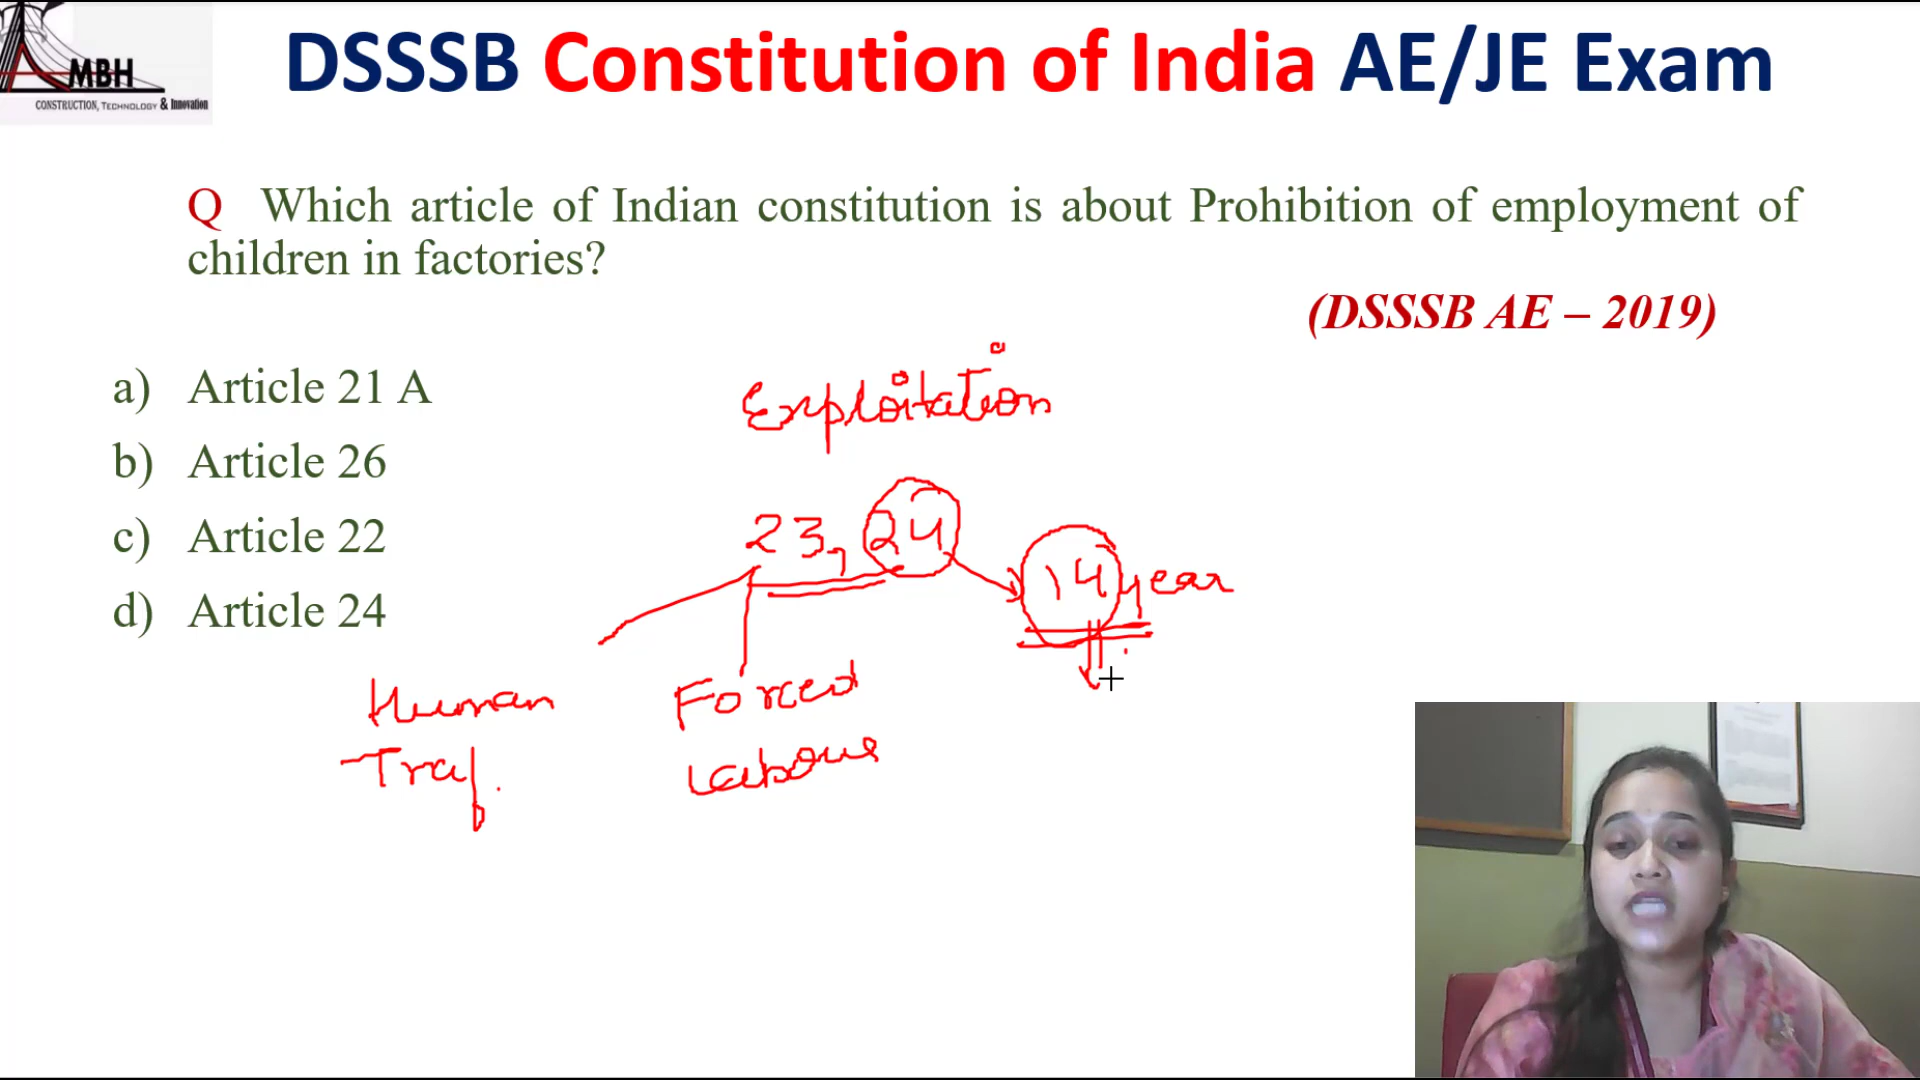 MBH
CONSTRUCTION, TECHNOLOGY & Innovation
DSSSB Constitution of India AE/JE Exam
Q Which article of Indian constitution is about Prohibition of employment of
children in factories?
(DSSSB AE – 2019)
a) Article 21 A
b) Article 26
c) Article 22
d) Article 24
Exploitation
23, 24
14 year
Human
Traf.
Forced
Labour